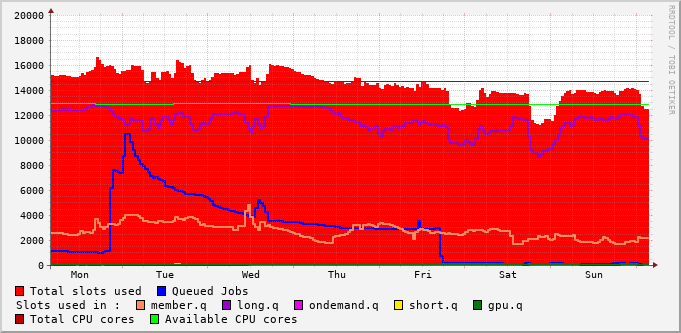 20000
18000
16000
14000
12000
10000
8000
6000
4000
2000
0
Mon Tue Wed Thu Fri Sat Sun
Total slots used Queued Jobs
Slots used in : member.q long.q ondemand.q short.q gpu.q
Total CPU cores Available CPU cores
RRDTOOL / TOBI OETIKER